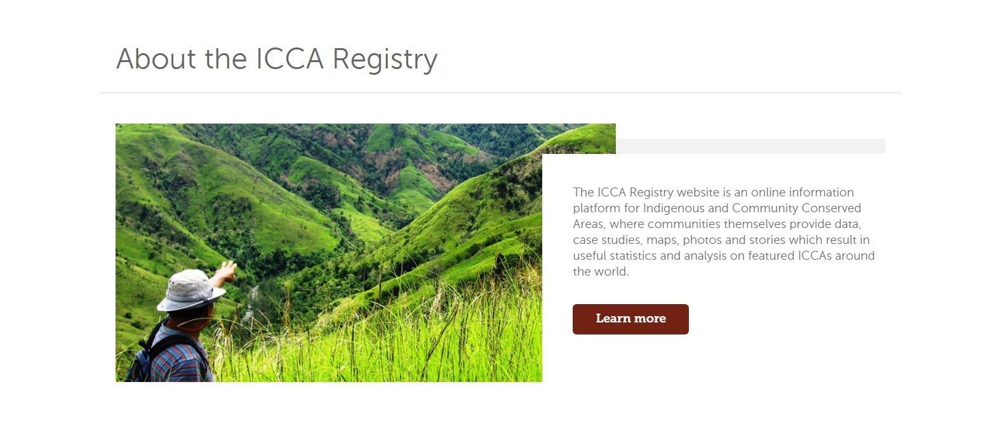 About the ICCA Registry
The ICCA Registry website is an online information
platform for Indigenous and Community Conserved
Areas, where communities themselves provide data,
case studies, maps, photos and stories which result in
useful statistics and analysis on featured ICCAs around
the world.
Learn more